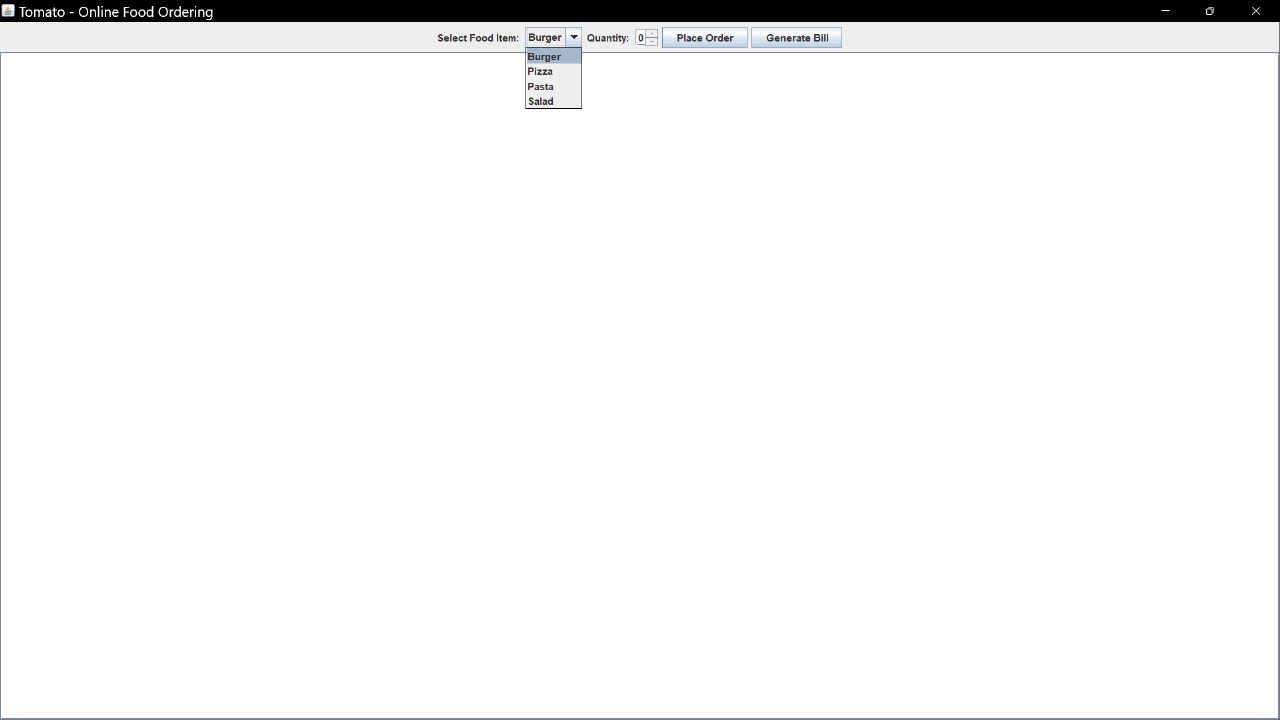 Tomato - Online Food Ordering
Select Food Item: Burger Quantity: 0 Place Order Generate Bill
Burger
Pizza
Pasta
Salad